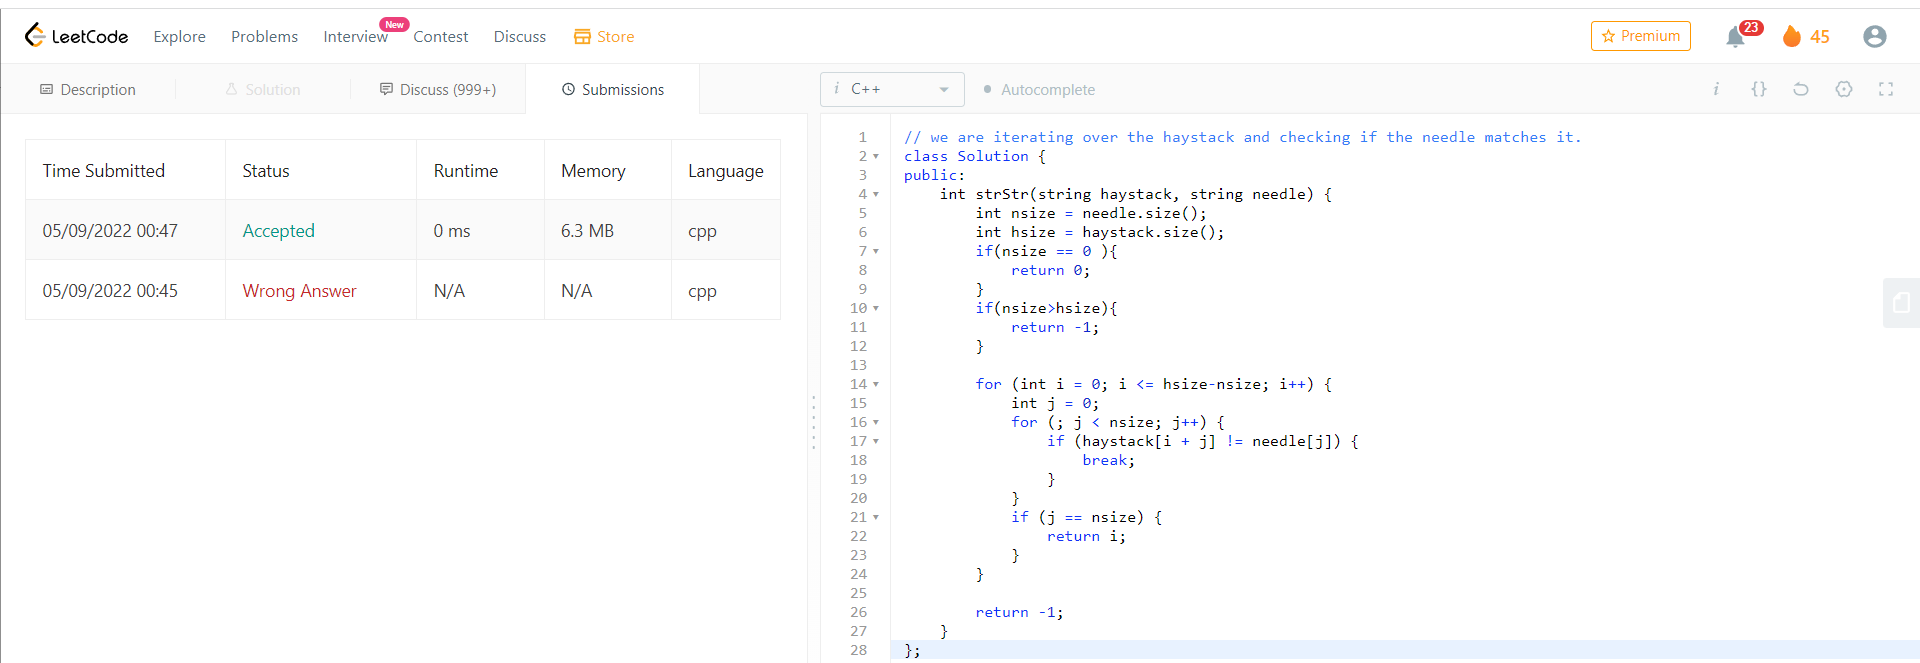 LeetCode Explore Problems Interview New Contest Discuss Store Premium 23 45
Description Solution Discuss (999+) Submissions
i C++ Autocomplete i {}
Time Submitted Status Runtime Memory Language
05/09/2022 00:47 Accepted 0 ms 6.3 MB cpp
05/09/2022 00:45 Wrong Answer N/A N/A cpp
1 // we are iterating over the haystack and checking if the needle matches it.
2 class Solution {
3 public:
4     int strStr(string haystack, string needle) {
5         int nsize = needle.size();
6         int hsize = haystack.size();
7         if(nsize == 0 ){
8             return 0;
9         }
10         if(nsize>hsize){
11             return -1;
12         }
13
14         for (int i = 0; i <= hsize-nsize; i++) {
15             int j = 0;
16             for (; j < nsize; j++) {
17                 if (haystack[i + j] != needle[j]) {
18                     break;
19                 }
20             }
21             if (j == nsize) {
22                 return i;
23             }
24         }
25
26         return -1;
27     }
28 };